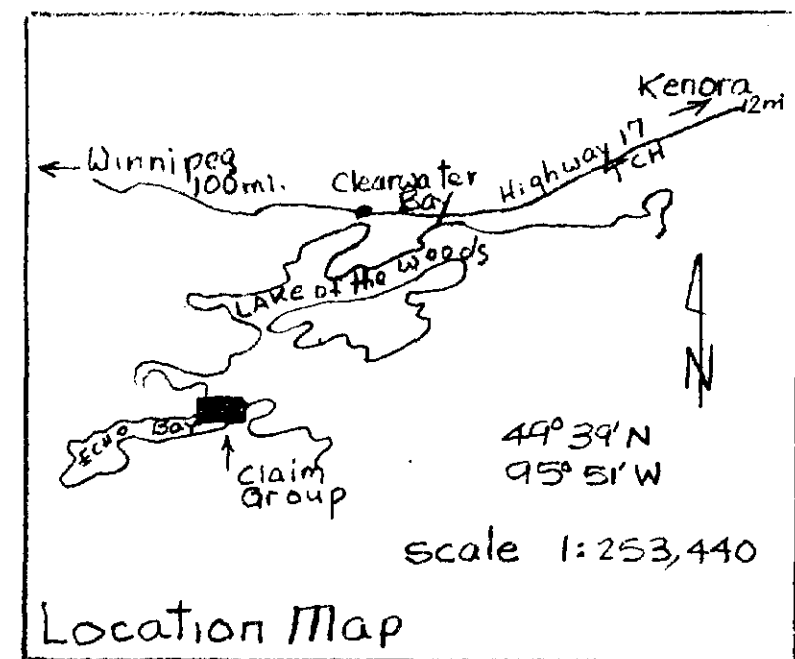 Kenora
12mi
Highway 17
TCH
Winnipeg
100mi.
Clearwater
Bay
LAKE of the Woods
ECHO Bay
Claim
Group
N
49° 39' N
95° 51' W
scale 1:253,440
Location Map